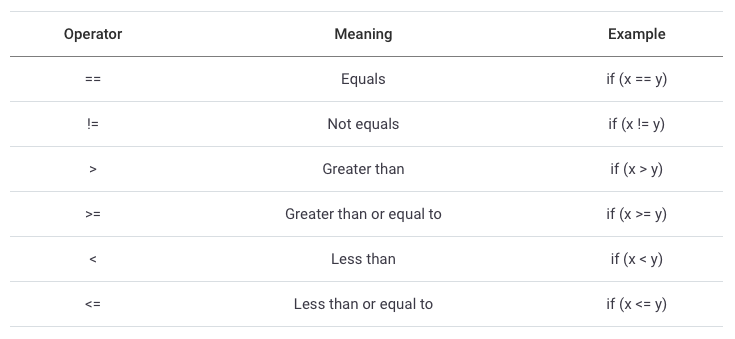 Operator Meaning Example
== Equals if (x == y)
!= Not equals if (x != y)
> Greater than if (x > y)
>= Greater than or equal to if (x >= y)
< Less than if (x < y)
<= Less than or equal to if (x <= y)